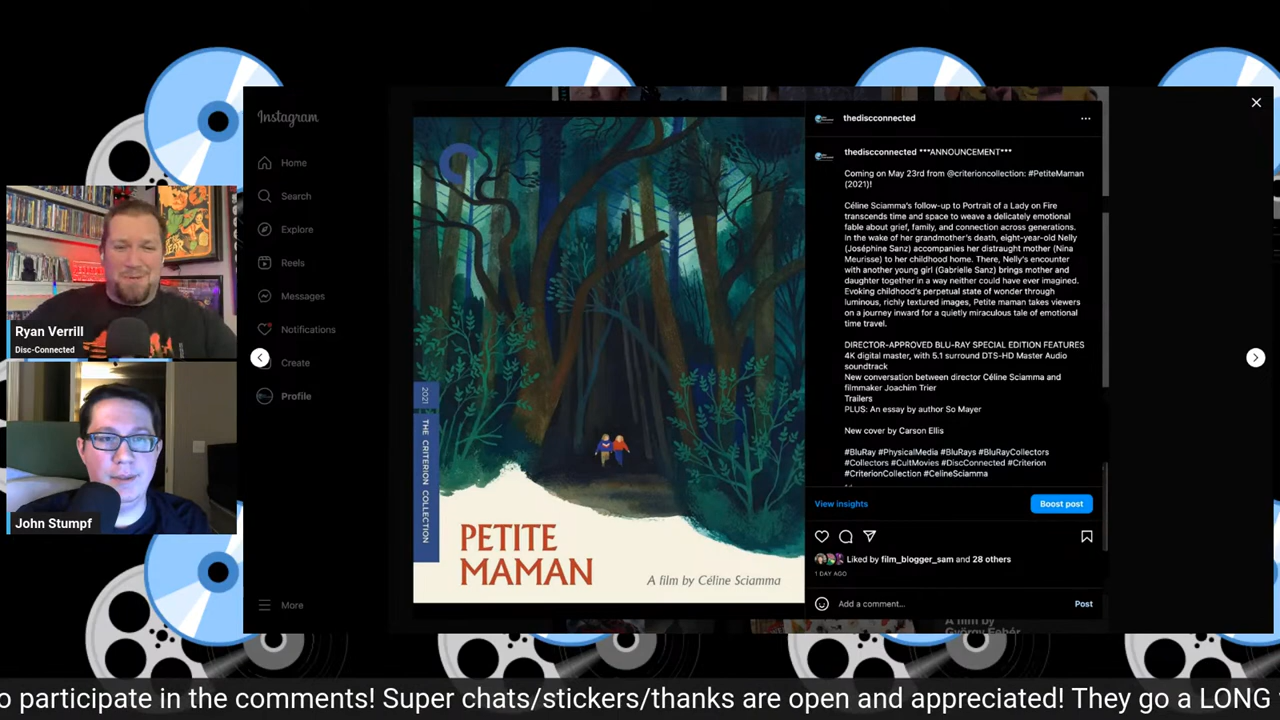 Instagram
Home
Search
Explore
Reels
Messages
Notifications
Create
Profile
More
Ryan Verrill
Disc-Connected
John Stumpf
2021 THE CRITERION COLLECTION
PETITE
MAMAN
A film by Céline Sciamma
thediscconnected
thediscconnected ***ANNOUNCEMENT***
Coming on May 23rd from @criterioncollection: #PetiteMaman
(2021)!
Céline Sciamma's follow-up to Portrait of a Lady on Fire
transcends time and space to weave a delicately emotional
fable about grief, family, and connection across generations.
In the wake of her grandmother's death, eight-year-old Nelly
(Joséphine Sanz) accompanies her distraught mother (Nina
Meurisse) to her childhood home. There, Nelly's encounter
with another young girl (Gabrielle Sanz) brings mother and
daughter together in a way neither could have ever imagined.
Evoking childhood's perpetual state of wonder through
luminous, richly textured images, Petite maman takes viewers
on a journey inward for a quietly miraculous tale of emotional
time travel.
DIRECTOR-APPROVED BLU-RAY SPECIAL EDITION FEATURES
4K digital master, with 5.1 surround DTS-HD Master Audio
soundtrack
New conversation between director Céline Sciamma and
filmmaker Joachim Trier
Trailers
PLUS: An essay by author So Mayer
New cover by Carson Ellis
#BluRay #PhysicalMedia #BluRays #BluRayCollectors
#Collectors #CultMovies #DiscConnected #Criterion
#CriterionCollection #CelineSciamma
View insights
Boost post
Liked by film_blogger_sam and 28 others
1 DAY AGO
Add a comment...
Post
A film by
György Fehér
o participate in the comments! Super chats/stickers/thanks are open and appreciated! They go a LONG